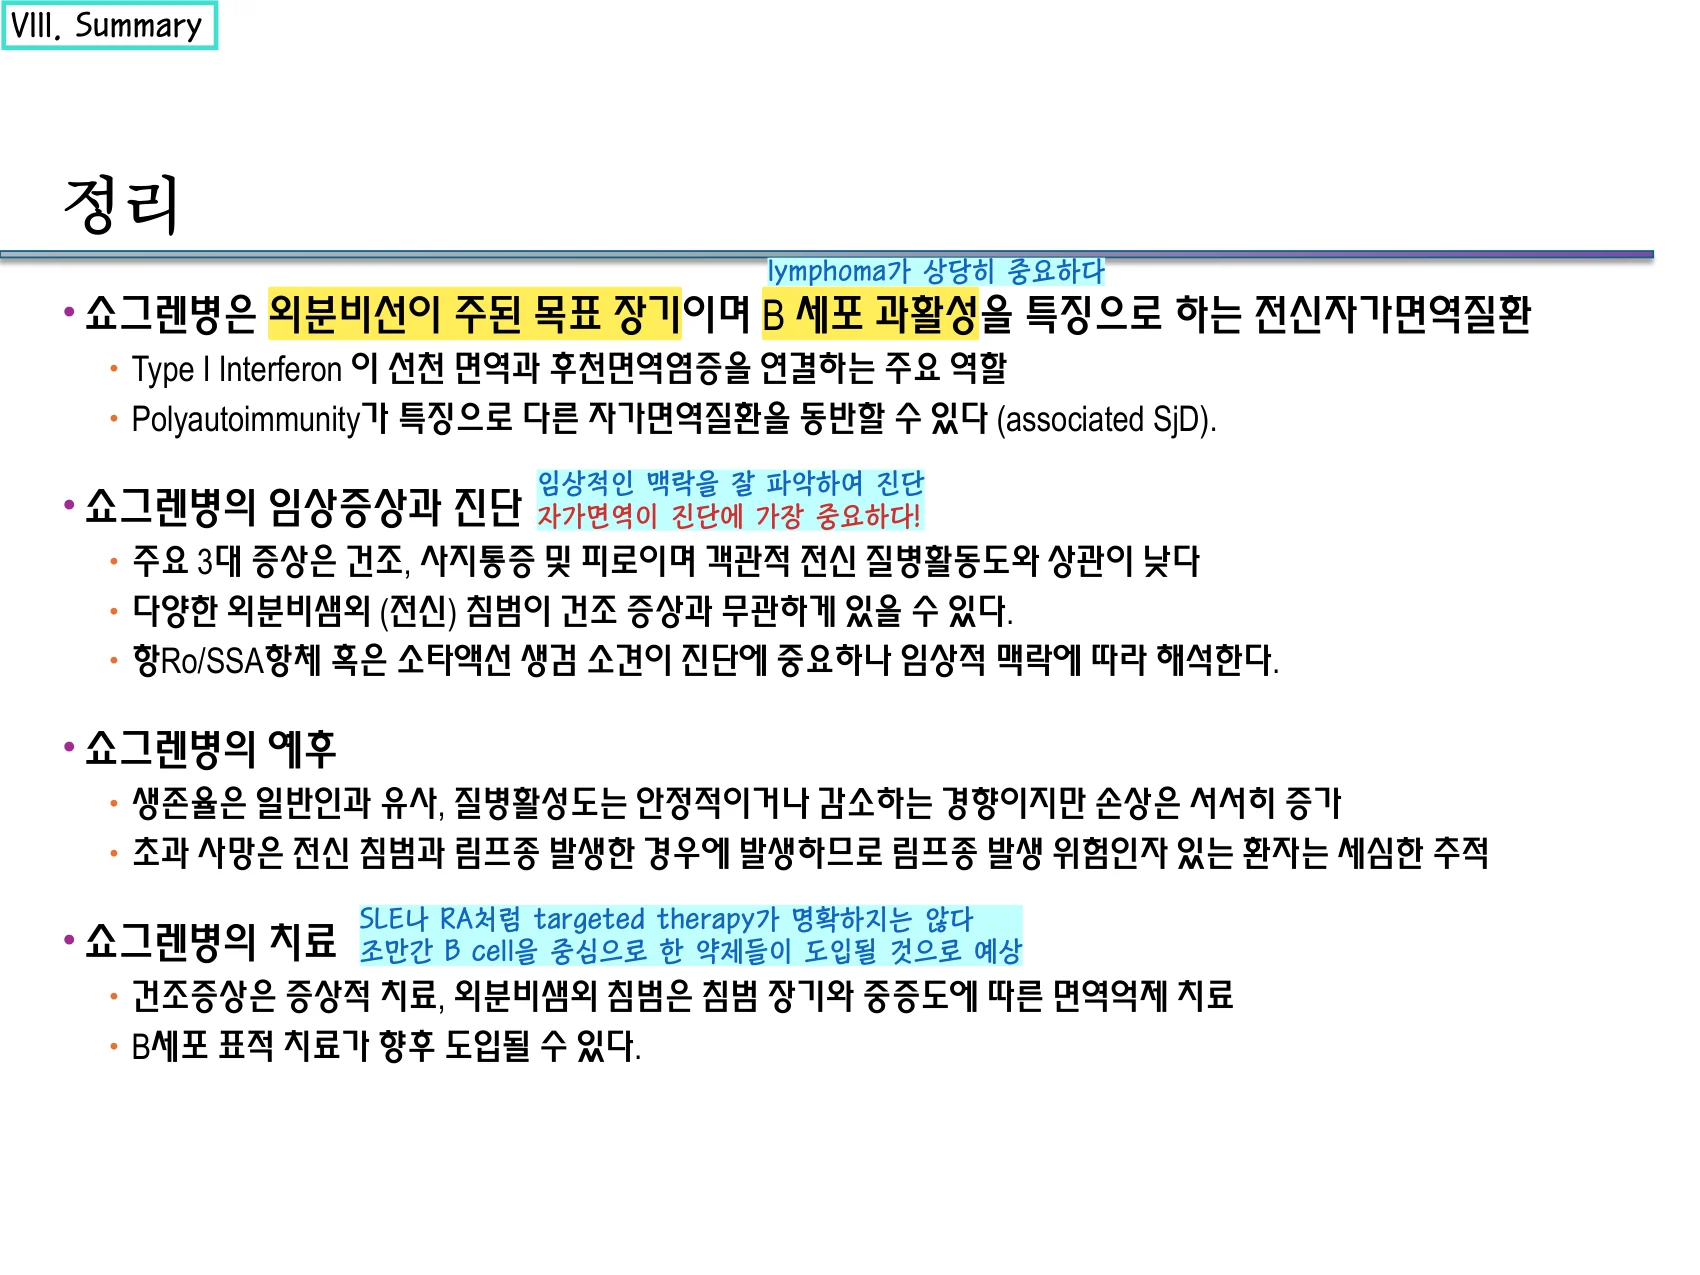 VIII. Summary
정리
lymphoma가 상당히 중요하다
• 쇼그렌병은 외분비선이 주된 목표 장기이며 B 세포 과활성을 특징으로 하는 전신자가면역질환
• Type I Interferon 이 선천 면역과 후천면역염증을 연결하는 주요 역할
• Polyautoimmunity가 특징으로 다른 자가면역질환을 동반할 수 있다 (associated SjD).
임상적인 맥락을 잘 파악하여 진단
• 쇼그렌병의 임상증상과 진단
자가면역이 진단에 가장 중요하다!
• 주요 3대 증상은 건조, 사지통증 및 피로이며 객관적 전신 질병활동도와 상관이 낮다
• 다양한 외분비샘외 (전신) 침범이 건조 증상과 무관하게 있을 수 있다.
• 항Ro/SSA항체 혹은 소타액선 생검 소견이 진단에 중요하나 임상적 맥락에 따라 해석한다.
• 쇼그렌병의 예후
• 생존율은 일반인과 유사, 질병활성도는 안정적이거나 감소하는 경향이지만 손상은 서서히 증가
• 초과 사망은 전신 침범과 림프종 발생한 경우에 발생하므로 림프종 발생 위험인자 있는 환자는 세심한 추적
SLE나 RA처럼 targeted therapy가 명확하지는 않다
• 쇼그렌병의 치료
조만간 B cell을 중심으로 한 약제들이 도입될 것으로 예상
• 건조증상은 증상적 치료, 외분비샘외 침범은 침범 장기와 중증도에 따른 면역억제 치료
• B세포 표적 치료가 향후 도입될 수 있다.